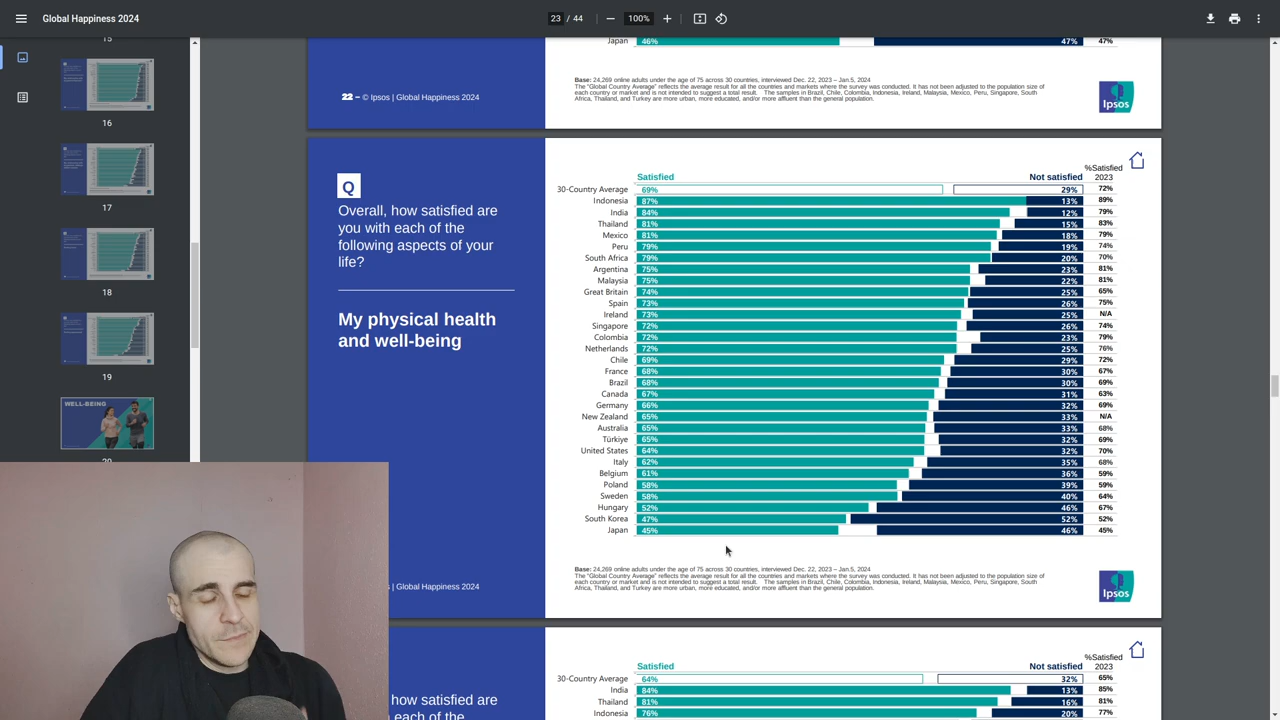 Global Happiness 2024
23 / 44
100%
15
16
17
18
19
WELL-BEING
Japan 46% 47% 47%
Base: 24,269 online adults under the age of 75 across 30 countries, interviewed Dec. 22, 2023 – Jan.5, 2024
The "Global Country Average" reflects the average result for all the countries and markets where the survey was conducted. It has not been adjusted to the population size of
each country or market and is not intended to suggest a total result. The samples in Brazil, Chile, Colombia, Indonesia, Ireland, Malaysia, Mexico, Peru, Singapore, South
Africa, Thailand, and Turkey are more urban, more educated, and/or more affluent than the general population.
22 – © Ipsos | Global Happiness 2024
Ipsos
Q
Overall, how satisfied are
you with each of the
following aspects of your
life?
My physical health
and well-being
%Satisfied
Satisfied Not satisfied 2023
30-Country Average 69% 29% 72%
Indonesia 87% 13% 89%
India 84% 12% 79%
Thailand 81% 15% 83%
Mexico 81% 18% 79%
Peru 79% 19% 74%
South Africa 79% 20% 70%
Argentina 75% 23% 81%
Malaysia 75% 22% 81%
Great Britain 74% 25% 65%
Spain 73% 26% 75%
Ireland 73% 25% N/A
Singapore 72% 26% 74%
Colombia 72% 23% 79%
Netherlands 72% 25% 76%
Chile 69% 29% 72%
France 68% 30% 67%
Brazil 68% 30% 69%
Canada 67% 31% 63%
Germany 66% 32% 69%
New Zealand 65% 33% N/A
Australia 65% 33% 68%
Türkiye 65% 32% 69%
United States 64% 32% 70%
Italy 62% 35% 68%
Belgium 61% 36% 59%
Poland 58% 39% 59%
Sweden 58% 40% 64%
Hungary 52% 46% 67%
South Korea 47% 52% 52%
Japan 45% 46% 45%
Base: 24,269 online adults under the age of 75 across 30 countries, interviewed Dec. 22, 2023 – Jan.5, 2024
The "Global Country Average" reflects the average result for all the countries and markets where the survey was conducted. It has not been adjusted to the population size of
each country or market and is not intended to suggest a total result. The samples in Brazil, Chile, Colombia, Indonesia, Ireland, Malaysia, Mexico, Peru, Singapore, South
Africa, Thailand, and Turkey are more urban, more educated, and/or more affluent than the general population.
| Global Happiness 2024
Ipsos
how satisfied are
each of the
%Satisfied
Satisfied Not satisfied 2023
30-Country Average 64% 32% 65%
India 84% 13% 85%
Thailand 81% 16% 81%
Indonesia 76% 20% 77%